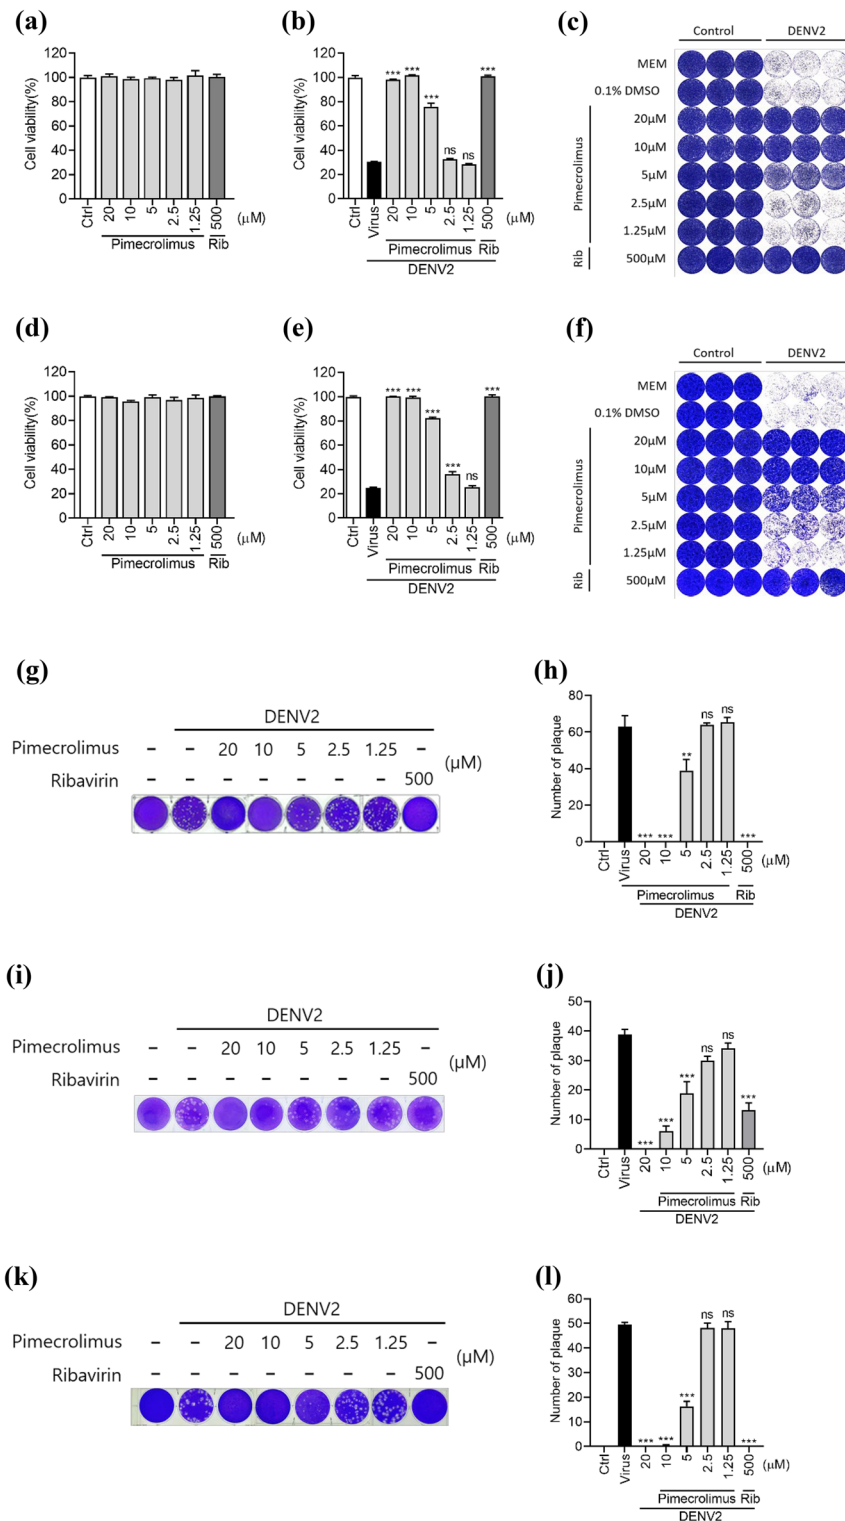 (a)
Cell viability(%)
120
100
80
60
40
20
0
Ctrl
20
10
5
2.5
1.25
500
(μM)
Pimecrolimus
Rib
(b)
Cell viability(%)
120
100
80
60
40
20
0
***
***
***
ns
ns
***
Ctrl
Virus
20
10
5
2.5
1.25
500
(μM)
Pimecrolimus
Rib
DENV2
(c)
Control
DENV2
MEM
0.1% DMSO
20μM
10μM
5μM
2.5μM
1.25μM
500μM
Pimecrolimus
Rib
(d)
Cell viability(%)
120
100
80
60
40
20
0
Ctrl
20
10
5
2.5
1.25
500
(μM)
Pimecrolimus
Rib
(e)
Cell viability(%)
120
100
80
60
40
20
0
***
***
***
***
ns
***
Ctrl
Virus
20
10
5
2.5
1.25
500
(μM)
Pimecrolimus
Rib
DENV2
(f)
Control
DENV2
MEM
0.1% DMSO
20μM
10μM
5μM
2.5μM
1.25μM
500μM
Pimecrolimus
Rib
(g)
DENV2
Pimecrolimus – – 20 10 5 2.5 1.25 –
(μM)
Ribavirin – – – – – – – 500
(h)
Number of plaque
80
60
40
20
0
***
***
**
ns
ns
***
Ctrl
Virus
20
10
5
2.5
1.25
500
(μM)
Pimecrolimus
Rib
DENV2
(i)
DENV2
Pimecrolimus – – 20 10 5 2.5 1.25 –
(μM)
Ribavirin – – – – – – – 500
(j)
Number of plaque
50
40
30
20
10
0
***
***
***
ns
ns
***
Ctrl
Virus
20
10
5
2.5
1.25
500
(μM)
Pimecrolimus
Rib
DENV2
(k)
DENV2
Pimecrolimus – – 20 10 5 2.5 1.25 –
(μM)
Ribavirin – – – – – – – 500
(l)
Number of plaque
60
50
40
30
20
10
0
***
***
***
ns
ns
***
Ctrl
Virus
20
10
5
2.5
1.25
500
(μM)
Pimecrolimus
Rib
DENV2